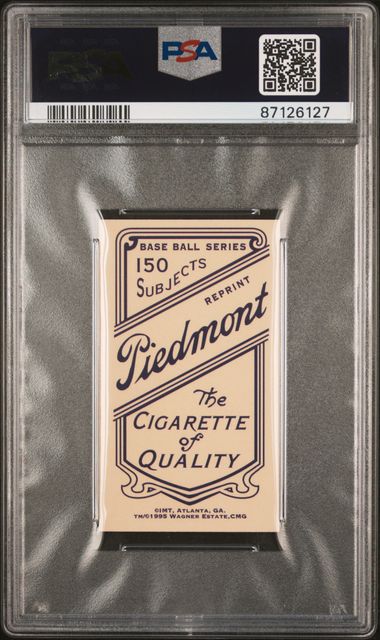 PSA
PSA
87126127
BASE BALL SERIES
150
SUBJECTS
REPRINT
Piedmont
The
CIGARETTE
of
QUALITY
©IMT, ATLANTA, GA.
TM/©1995 WAGNER ESTATE, CMG